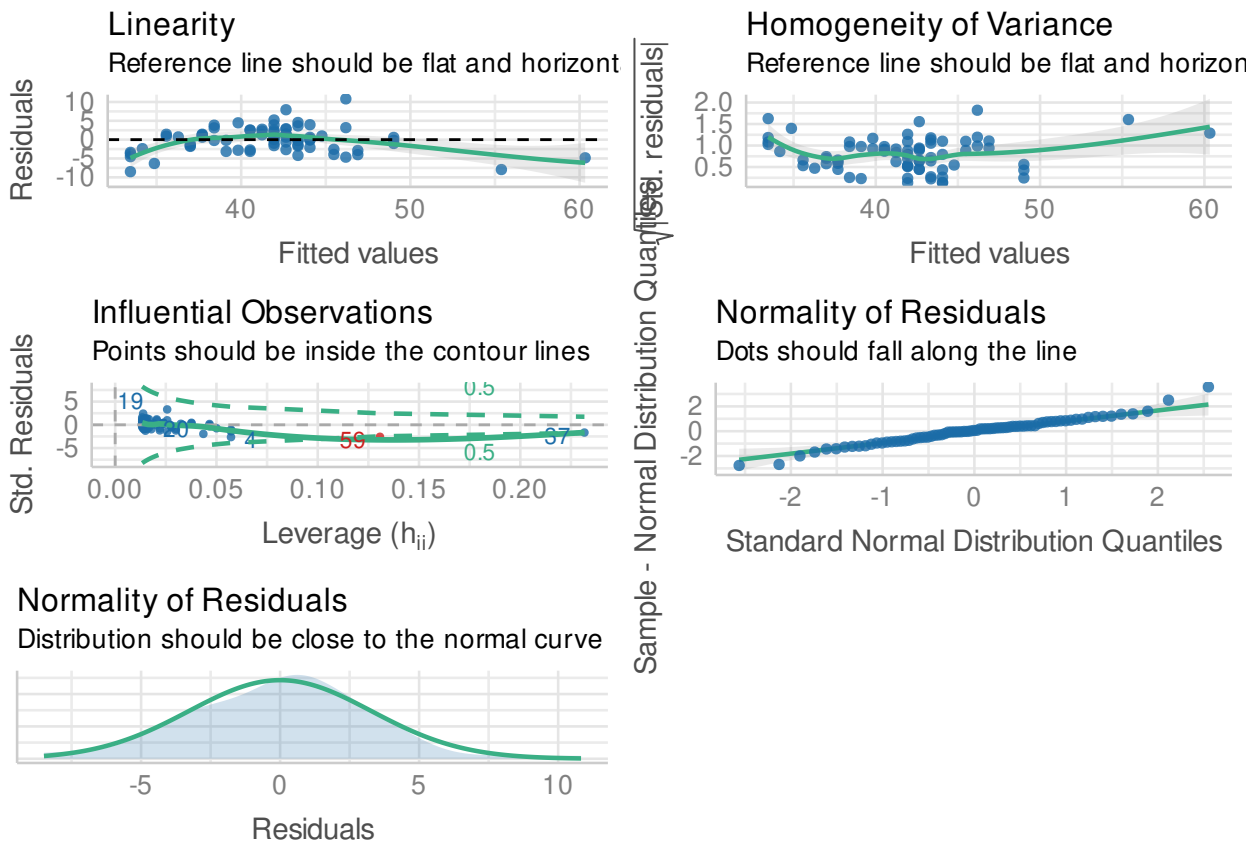 Linearity
Reference line should be flat and horizont
Residuals
10
5
0
-5
-10
40
50
60
Fitted values
Homogeneity of Variance
Reference line should be flat and horizon
√|Std. residuals|
2.0
1.5
1.0
0.5
40
50
60
Fitted values
Influential Observations
Points should be inside the contour lines
Std. Residuals
5
0
-5
19
20
4
59
37
0.5
0.5
0.00
0.05
0.10
0.15
0.20
Leverage (hii)
Normality of Residuals
Dots should fall along the line
Sample - Normal Distribution Quantiles
2
0
-2
-2
-1
0
1
2
Standard Normal Distribution Quantiles
Normality of Residuals
Distribution should be close to the normal curve
-5
0
5
10
Residuals